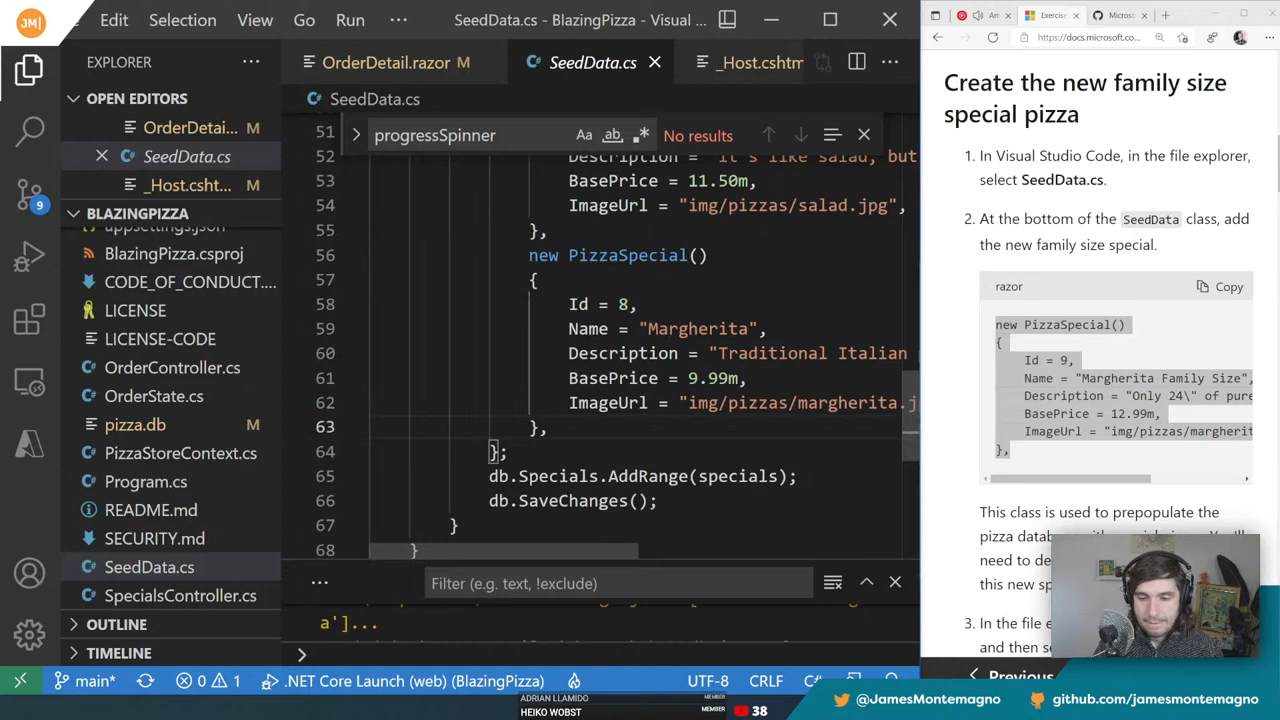 JM|
Selection
View
Go
Run
SeedData.cs - BlazingPizza - Visual ...
EXPLORER
OPEN EDITORS
OrderDetai... M
SeedData.cs
_Host.csht... M
BLAZINGPIZZA
appsettings.json
BlazingPizza.csproj
CODE_OF_CONDUCT....
LICENSE
LICENSE-CODE
OrderController.cs
OrderState.cs
pizza.db M
PizzaStoreContext.cs
Program.cs
README.md
SECURITY.md
SeedData.cs
SpecialsController.cs
OUTLINE
TIMELINE
9
OrderDetail.razor M
SeedData.cs
_Host.cshtm
SeedData.cs
progressSpinner
Aa
ab
No results
51
52 Description = "It's like salad, but
53 BasePrice = 11.50m,
54 ImageUrl = "img/pizzas/salad.jpg",
55 },
56 new PizzaSpecial()
57 {
58 Id = 8,
59 Name = "Margherita",
60 Description = "Traditional Italian
61 BasePrice = 9.99m,
62 ImageUrl = "img/pizzas/margherita.j
63 },
64 };
65 db.Specials.AddRange(specials);
66 db.SaveChanges();
67 }
68 }
Filter (e.g. text, !exclude)
a']...
main*
0
1
.NET Core Launch (web) (BlazingPizza)
UTF-8
CRLF
C#
ADRIAN LLAMIDO MEMBER
HEIKO WOBST MEMBER
38
Exercise
Microso
https://docs.microsoft.co...
Create the new family size
special pizza
1. In Visual Studio Code, in the file explorer,
select SeedData.cs.
2. At the bottom of the SeedData class, add
the new family size special.
razor
Copy
new PizzaSpecial()
{
Id = 9,
Name = "Margherita Family Size",
Description = "Only 24\" of pure
BasePrice = 12.99m,
ImageUrl = "img/pizzas/margherit
},
This class is used to prepopulate the
pizza datab
need to de
this new sp
3. In the file e
and then s
Previous
@JamesMontemagno
github.com/jamesmontemagno